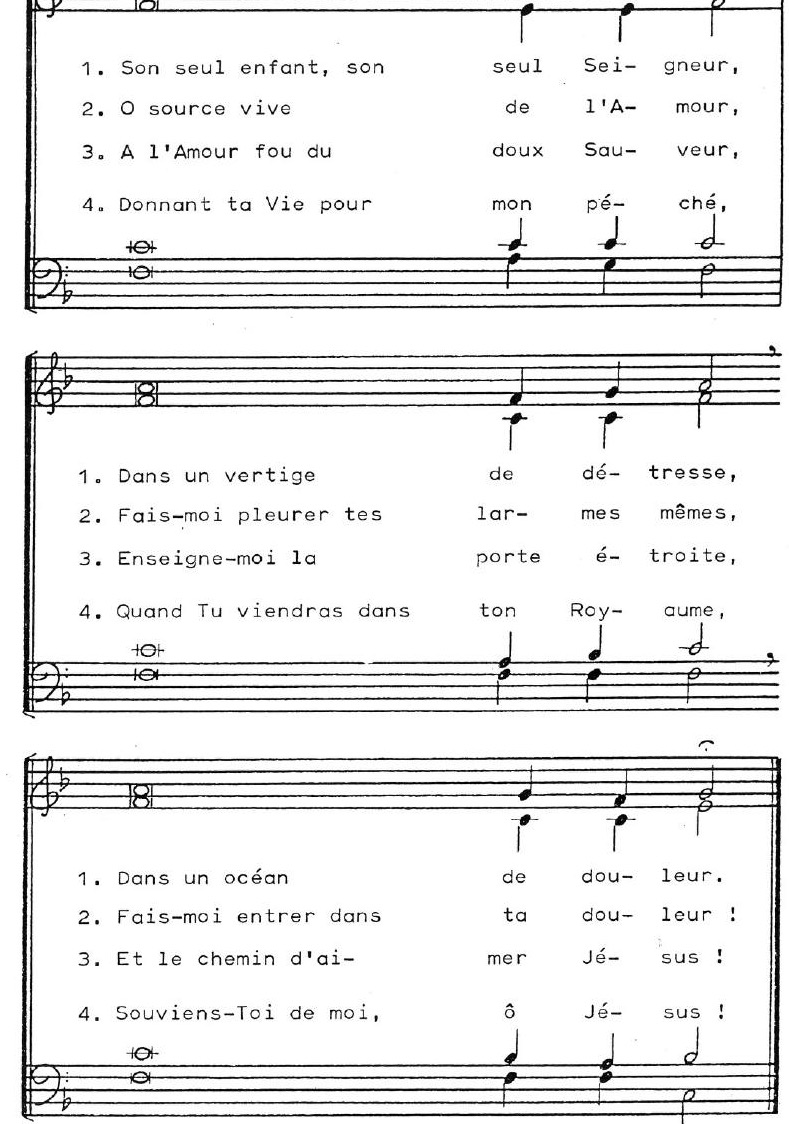 1. Son seul enfant, son seul Sei- gneur,
2. O source vive de l'A- mour,
3. A l'Amour fou du doux Sau- veur,
4. Donnant ta Vie pour mon pé- ché,
1. Dans un vertige de dé- tresse,
2. Fais-moi pleurer tes lar- mes mêmes,
3. Enseigne-moi la porte é- troite,
4. Quand Tu viendras dans ton Roy- aume,
1. Dans un océan de dou- leur.
2. Fais-moi entrer dans ta dou- leur !
3. Et le chemin d'ai- mer Jé- sus !
4. Souviens-Toi de moi, ô Jé- sus !